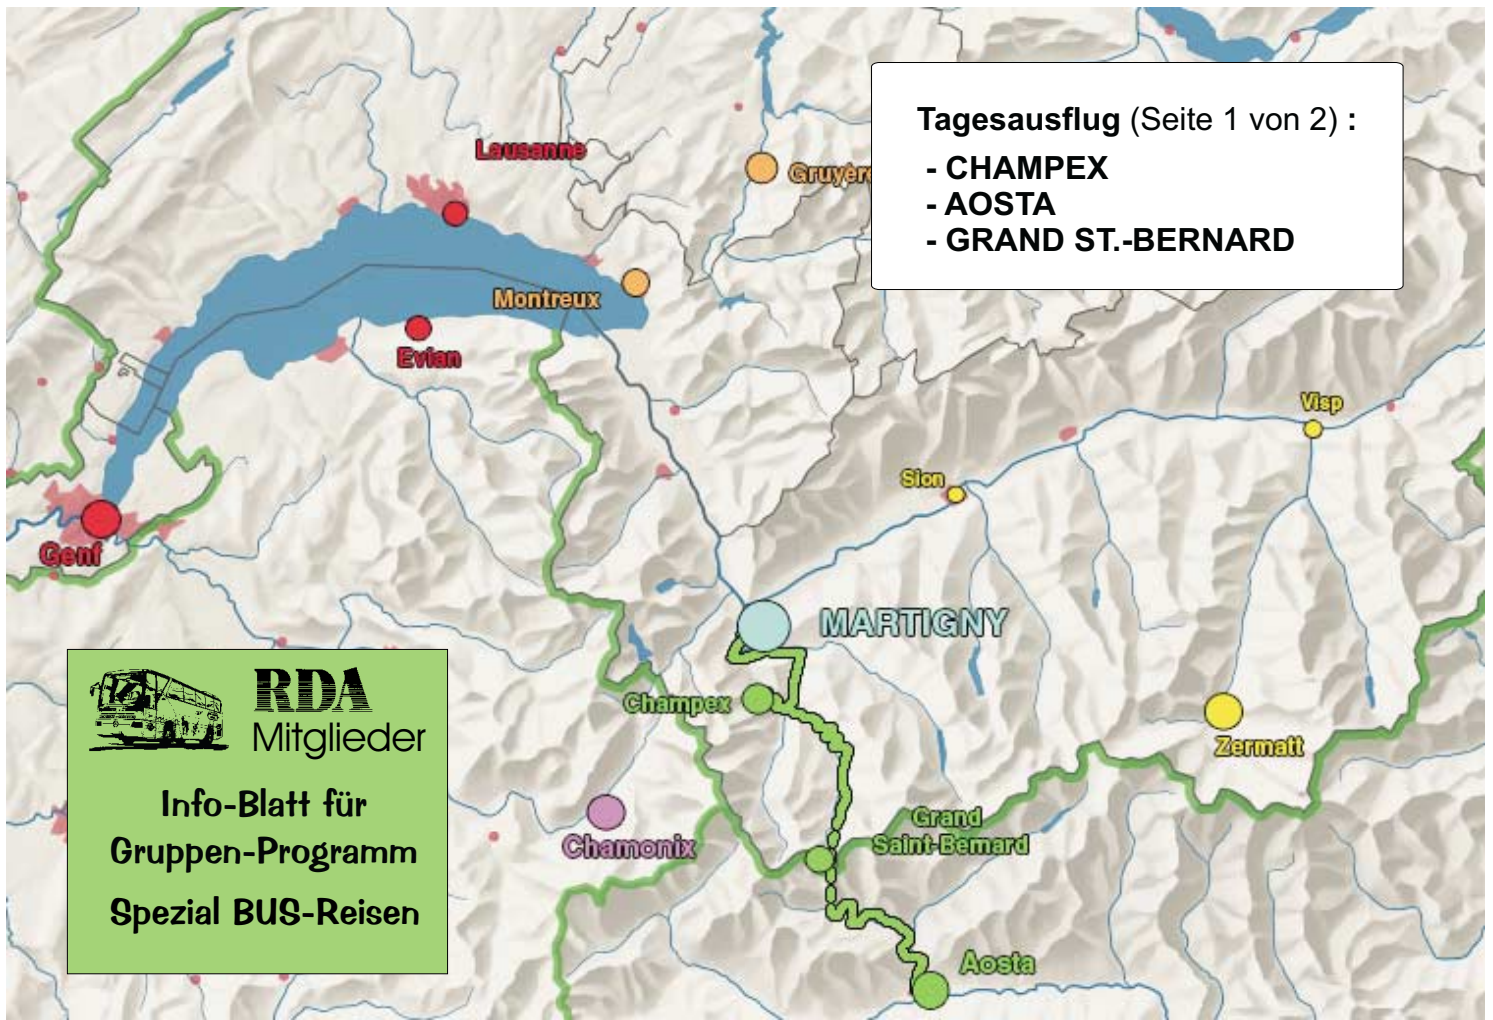 Tagesausflug (Seite 1 von 2) :
- CHAMPEX
- AOSTA
- GRAND ST.-BERNARD
Lausanne
Gruyère
Montreux
Evian
Visp
Sion
Genf
MARTIGNY
Champex
Zermatt
Chamonix
Grand
Saint-Bernard
Aosta
RDA
Mitglieder
Info-Blatt für
Gruppen-Programm
Spezial BUS-Reisen